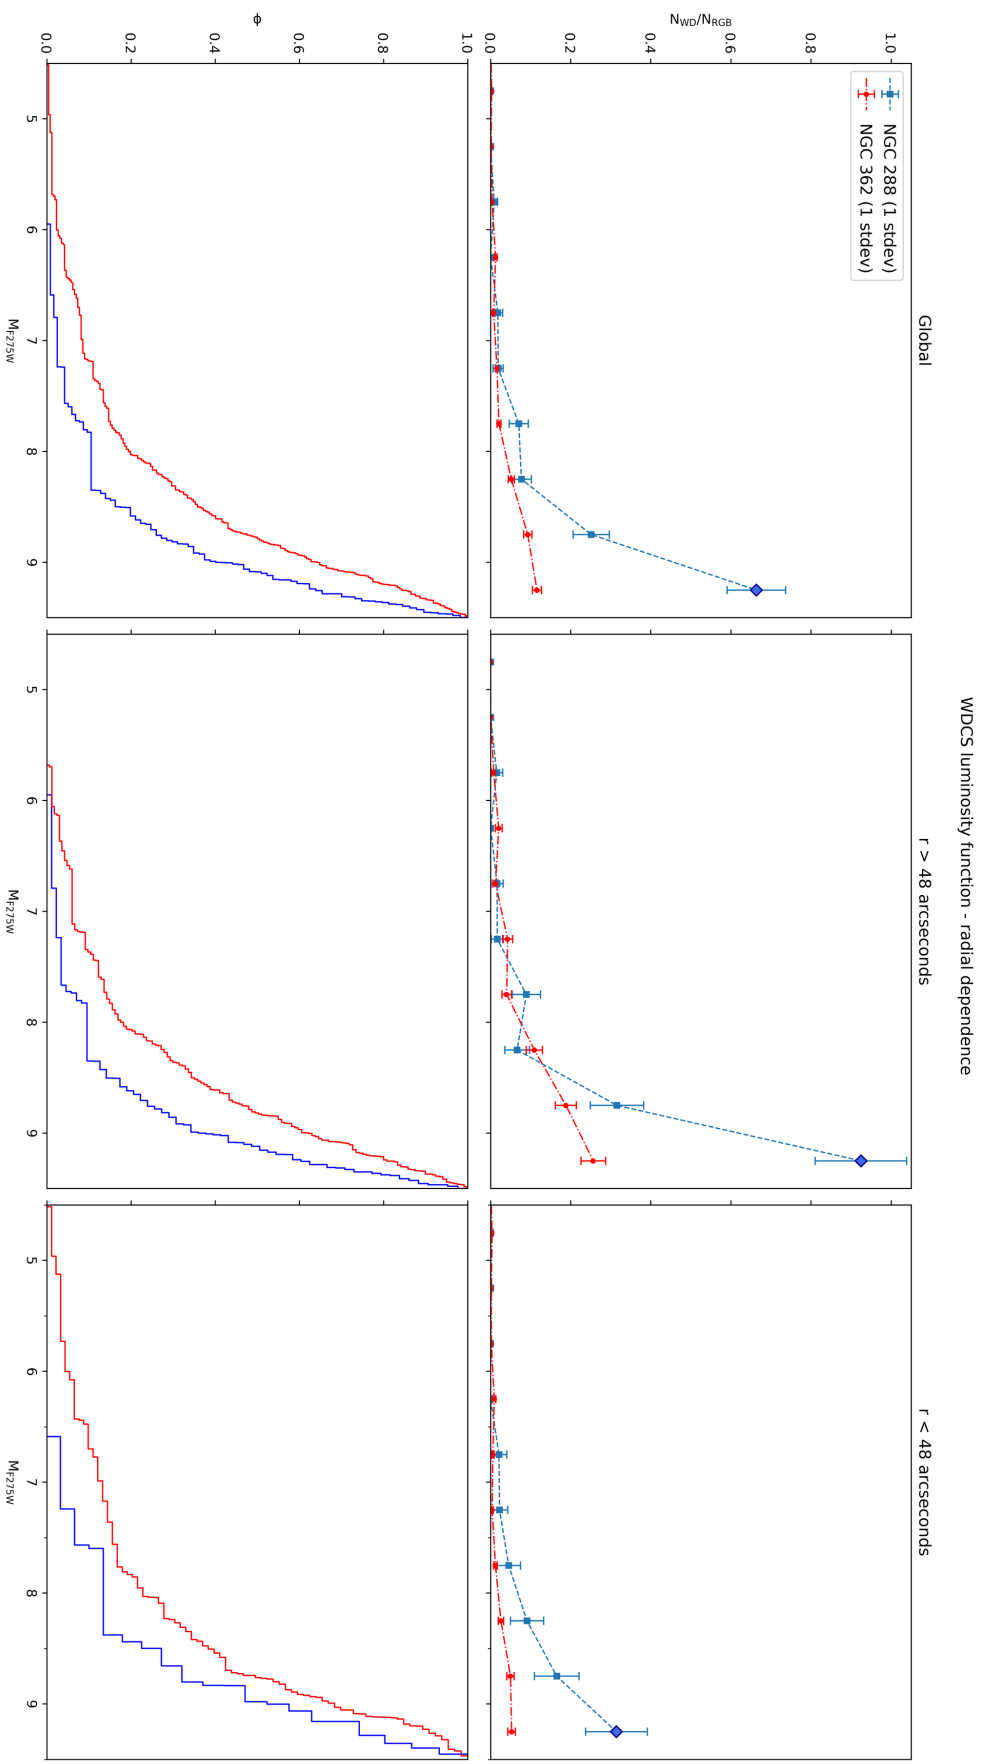 WDCS luminosity function - radial dependence
Global
r > 48 arcseconds
r < 48 arcseconds
NGC 288 (1 stdev)
NGC 362 (1 stdev)
N_WD/N_RGB
1.0
0.8
0.6
0.4
0.2
0.0
ϕ
1.0
0.8
0.6
0.4
0.2
0.0
5 6 7 8 9
5 6 7 8 9
5 6 7 8 9
M_F275W
M_F275W
M_F275W